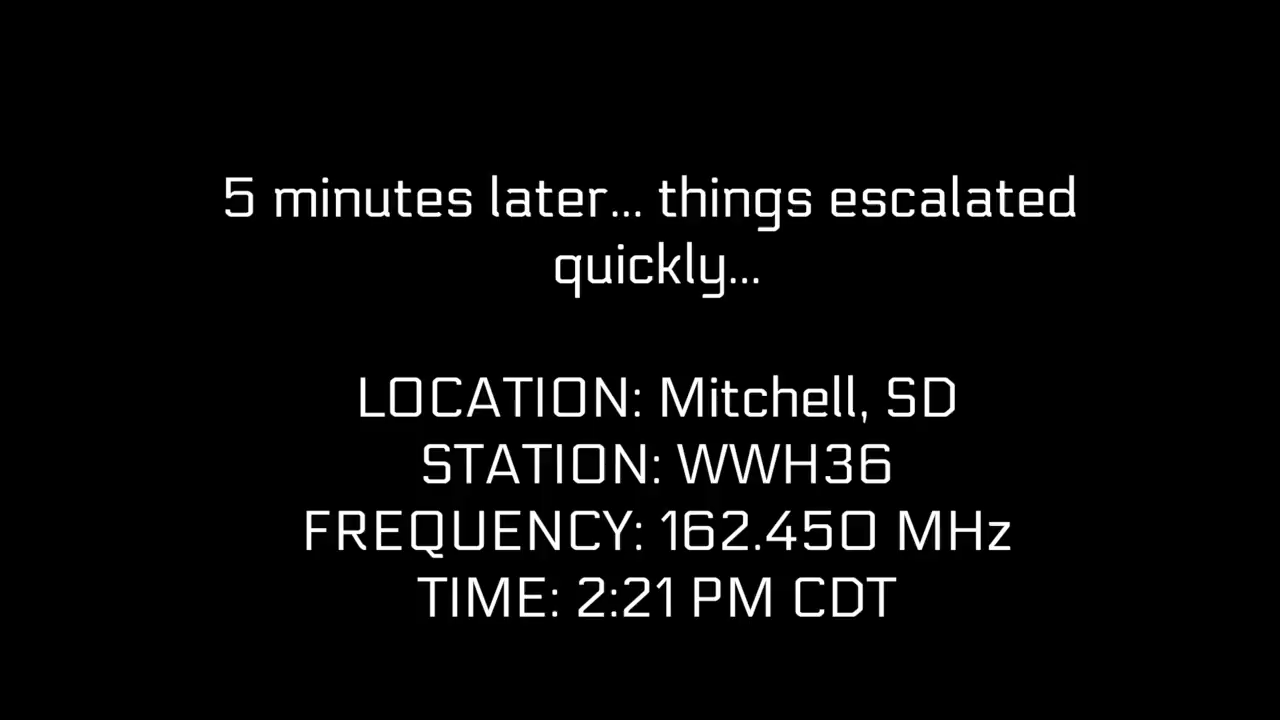 5 minutes later... things escalated
quickly...
LOCATION: Mitchell, SD
STATION: WWH36
FREQUENCY: 162.450 MHz
TIME: 2:21 PM CDT